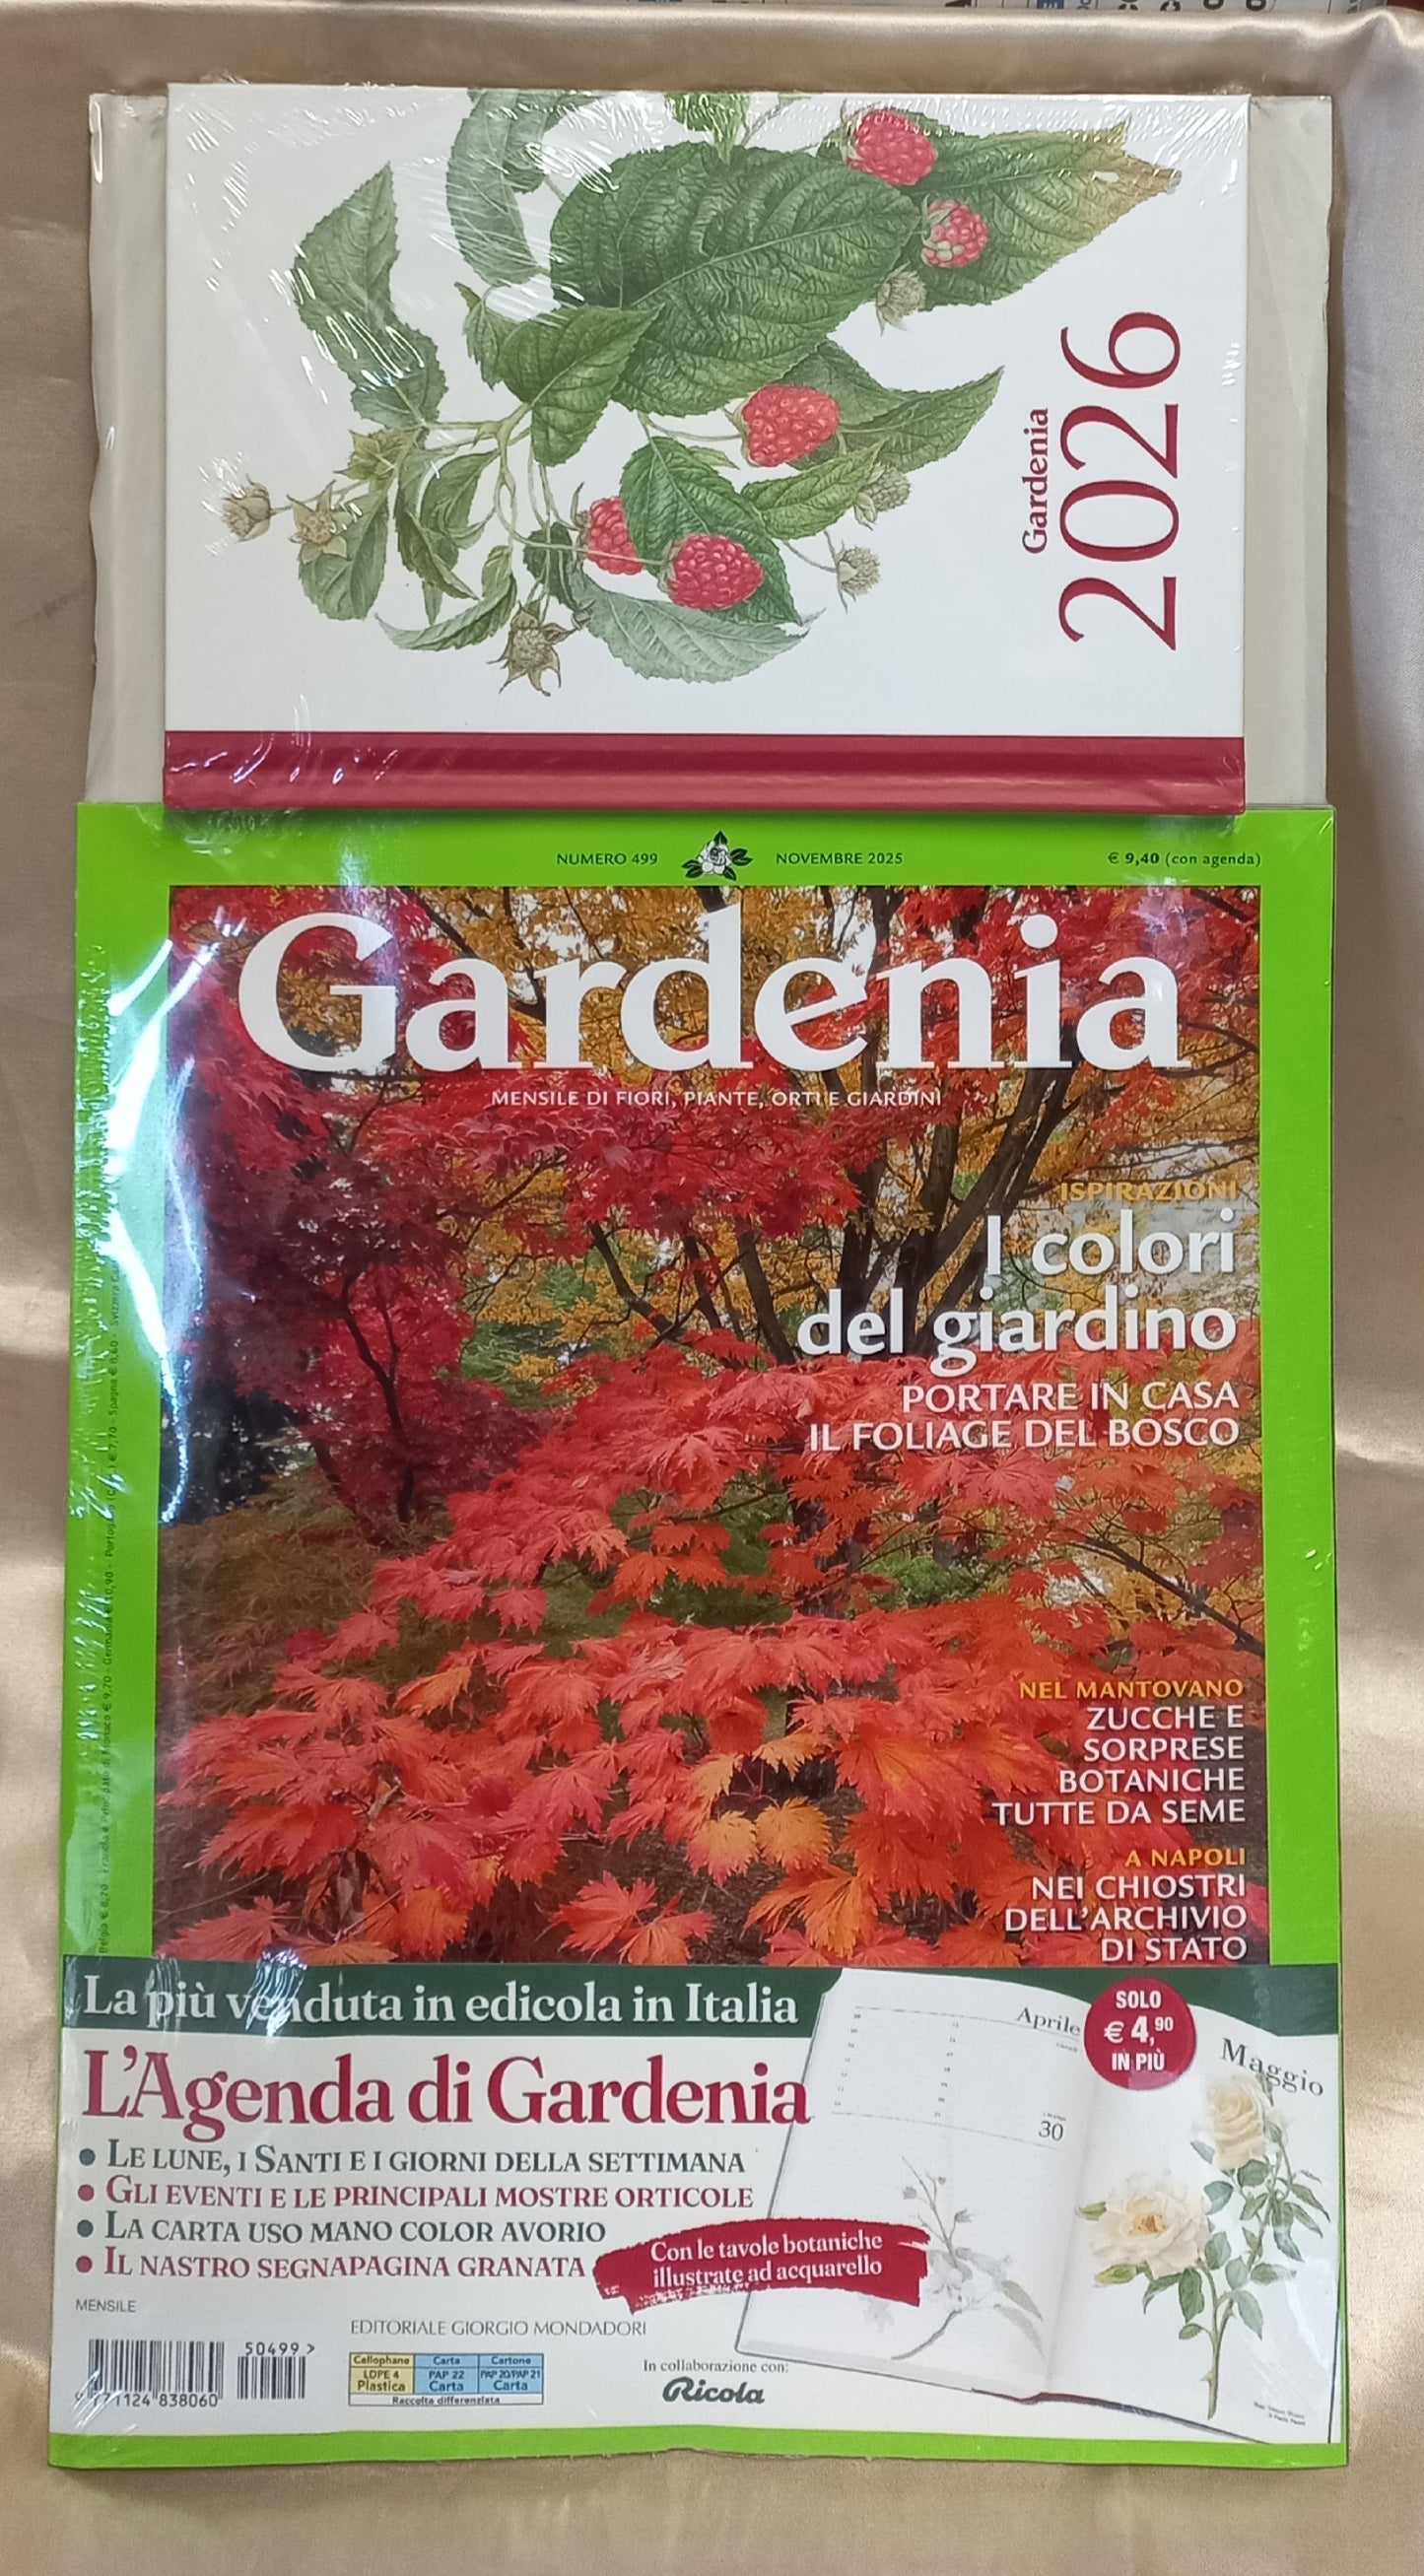 Gardenia
2026
NUMERO 499
NOVEMBRE 2025
€ 9,40 (con agenda)
Gardenia
MENSILE DI FIORI, PIANTE, ORTI E GIARDINI
ISPIRAZIONI
I colori
del giardino
PORTARE IN CASA
IL FOLIAGE DEL BOSCO
NEL MANTOVANO
ZUCCHE E
SORPRESE
BOTANICHE
TUTTE DA SEME
A NAPOLI
NEI CHIOSTRI
DELL'ARCHIVIO
DI STATO
La più venduta in edicola in Italia
L'Agenda di Gardenia
• LE LUNE, I SANTI E I GIORNI DELLA SETTIMANA
• GLI EVENTI E LE PRINCIPALI MOSTRE ORTICOLE
• LA CARTA USO MANO COLOR AVORIO
• IL NASTRO SEGNAPAGINA GRANATA
Con le tavole botaniche
illustrate ad acquarello
SOLO
€ 4,90
IN PIÙ
Aprile
30
Maggio
MENSILE
EDITORIALE GIORGIO MONDADORI
50499 >
771124 838060
Cellophane Carta Cartone
LDPE 4 PAP 22 PAP 20/PAP 21
Plastica Carta Carta
Raccolta differenziata
In collaborazione con:
Ricola